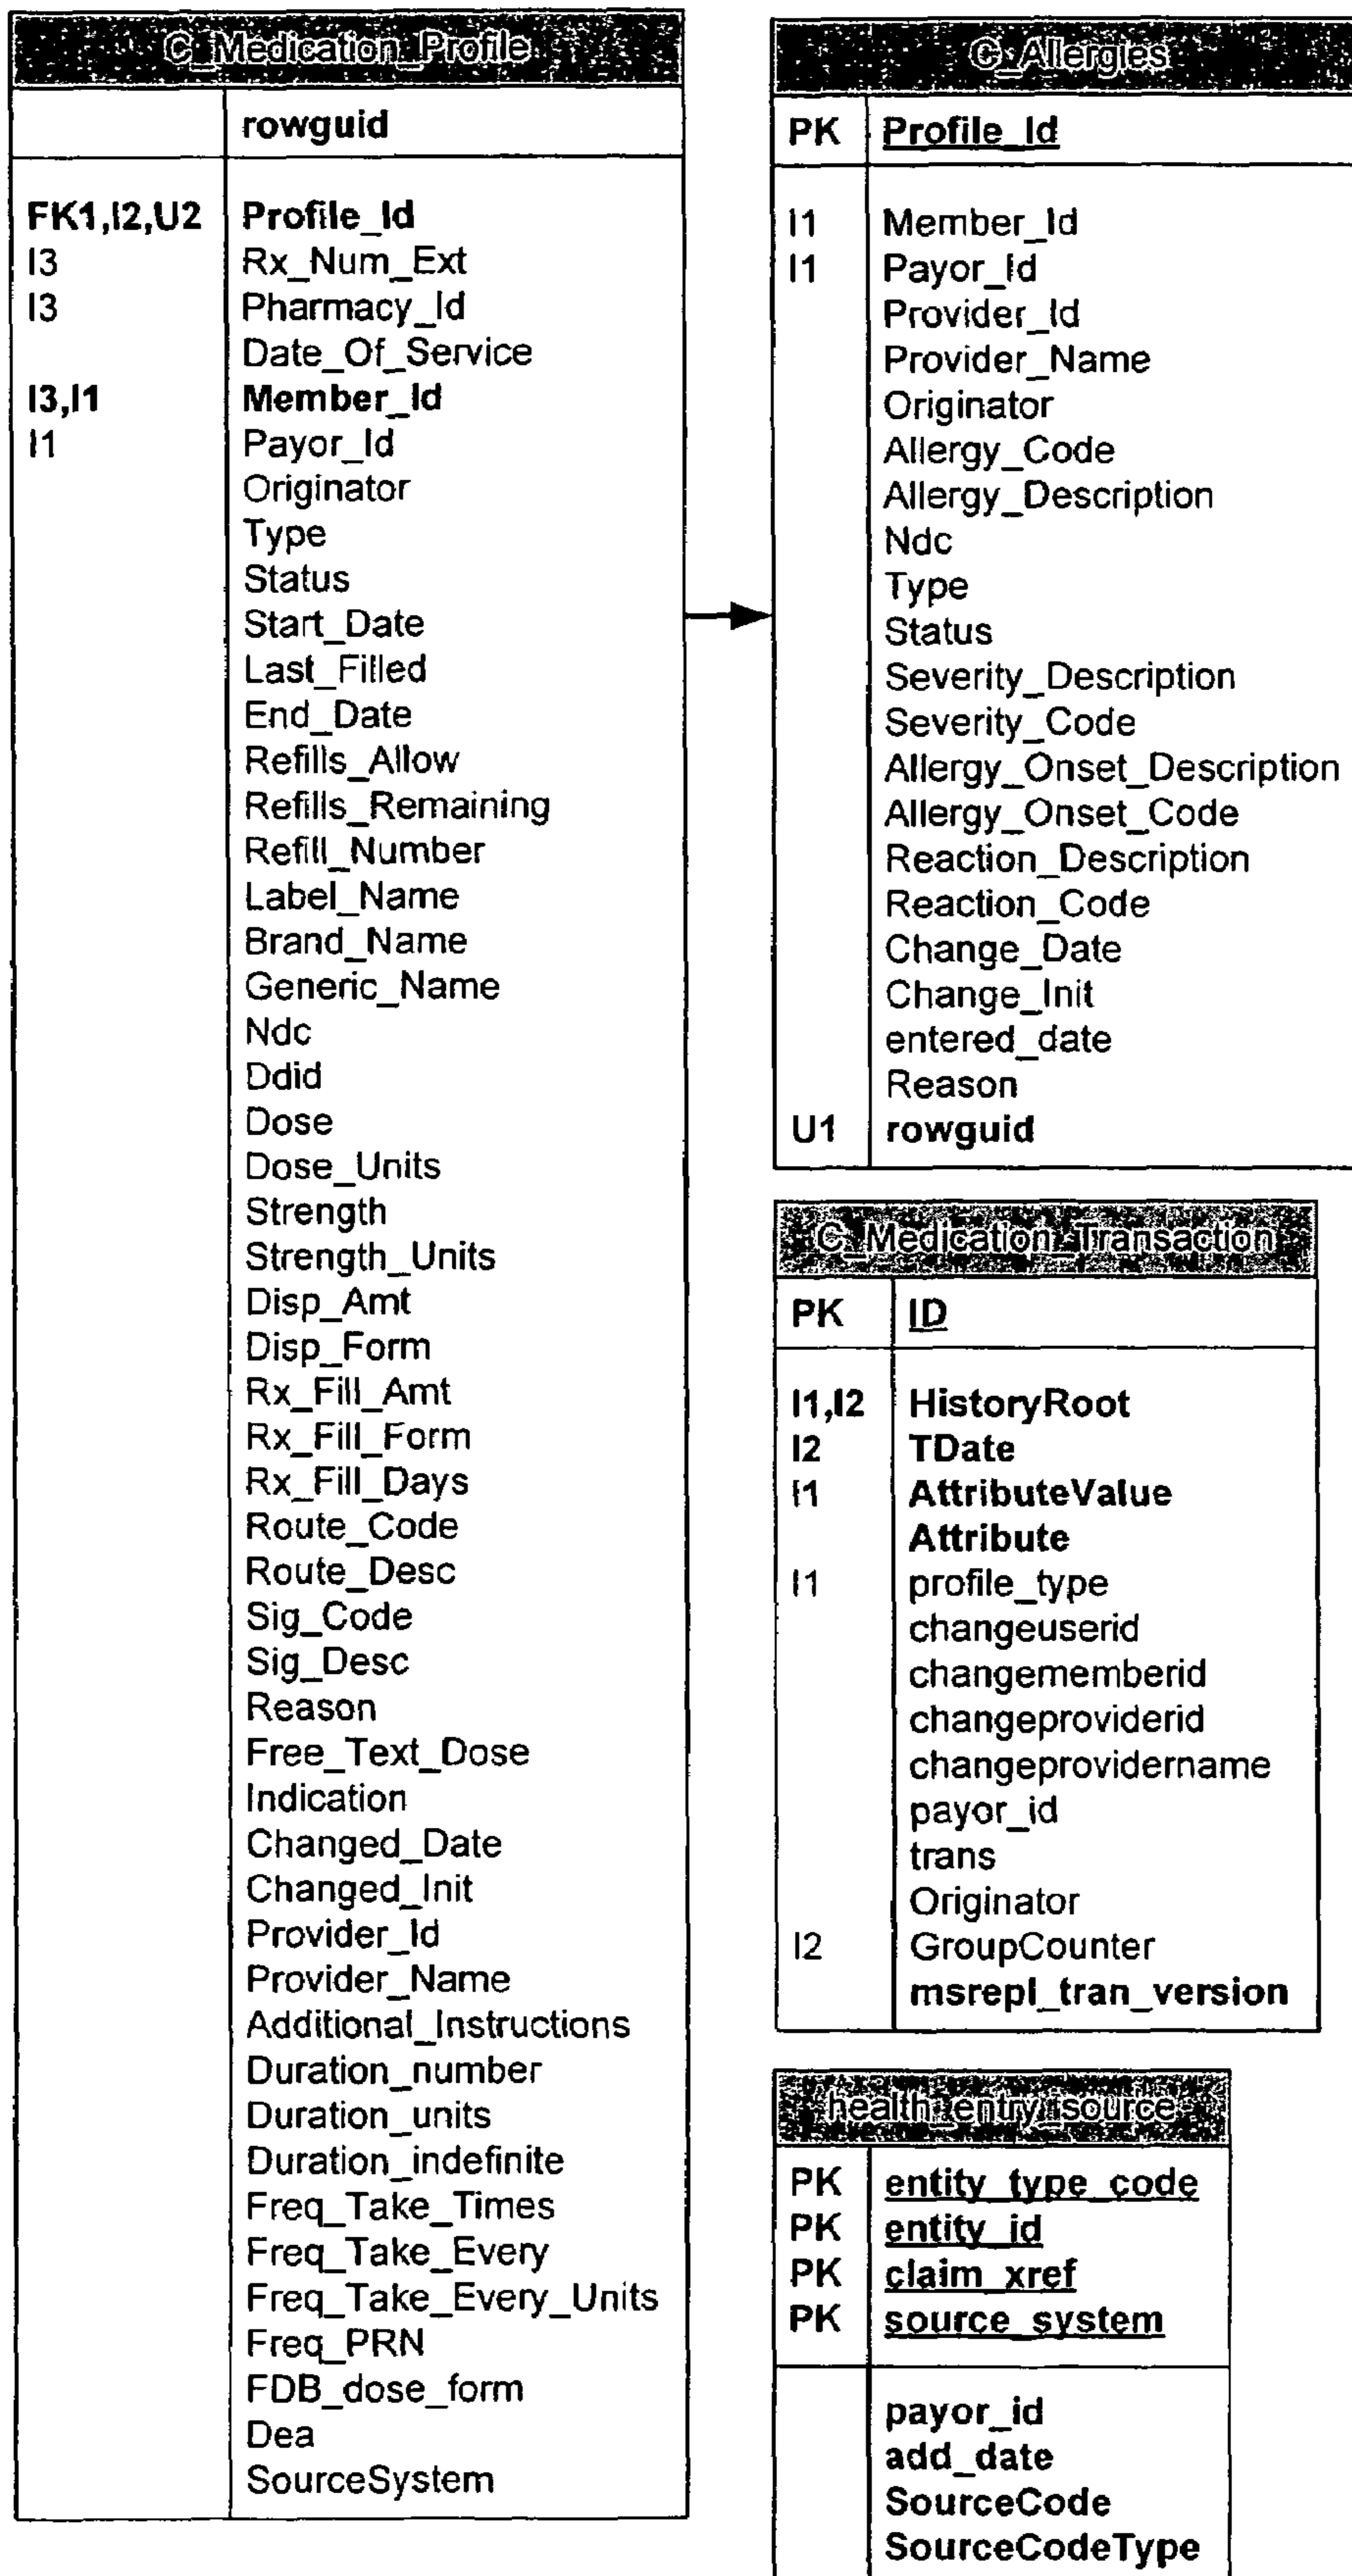 C_Medication_Profile
rowguid
FK1,I2,U2 Profile_Id
I3 Rx_Num_Ext
I3 Pharmacy_Id
Date_Of_Service
I3,I1 Member_Id
I1 Payor_Id
Originator
Type
Status
Start_Date
Last_Filled
End_Date
Refills_Allow
Refills_Remaining
Refill_Number
Label_Name
Brand_Name
Generic_Name
Ndc
Ddid
Dose
Dose_Units
Strength
Strength_Units
Disp_Amt
Disp_Form
Rx_Fill_Amt
Rx_Fill_Form
Rx_Fill_Days
Route_Code
Route_Desc
Sig_Code
Sig_Desc
Reason
Free_Text_Dose
Indication
Changed_Date
Changed_Init
Provider_Id
Provider_Name
Additional_Instructions
Duration_number
Duration_units
Duration_indefinite
Freq_Take_Times
Freq_Take_Every
Freq_Take_Every_Units
Freq_PRN
FDB_dose_form
Dea
SourceSystem
C_Allergies
PK Profile_Id
I1 Member_Id
I1 Payor_Id
Provider_Id
Provider_Name
Originator
Allergy_Code
Allergy_Description
Ndc
Type
Status
Severity_Description
Severity_Code
Allergy_Onset_Description
Allergy_Onset_Code
Reaction_Description
Reaction_Code
Change_Date
Change_Init
entered_date
Reason
U1 rowguid
C_Medication_Transaction
PK ID
I1,I2 HistoryRoot
I2 TDate
I1 AttributeValue
Attribute
I1 profile_type
changeuserid
changememberid
changeproviderid
changeprovidername
payor_id
trans
Originator
I2 GroupCounter
msrepl_tran_version
health_entry_source
PK entity_type_code
PK entity_id
PK claim_xref
PK source_system
payor_id
add_date
SourceCode
SourceCodeType